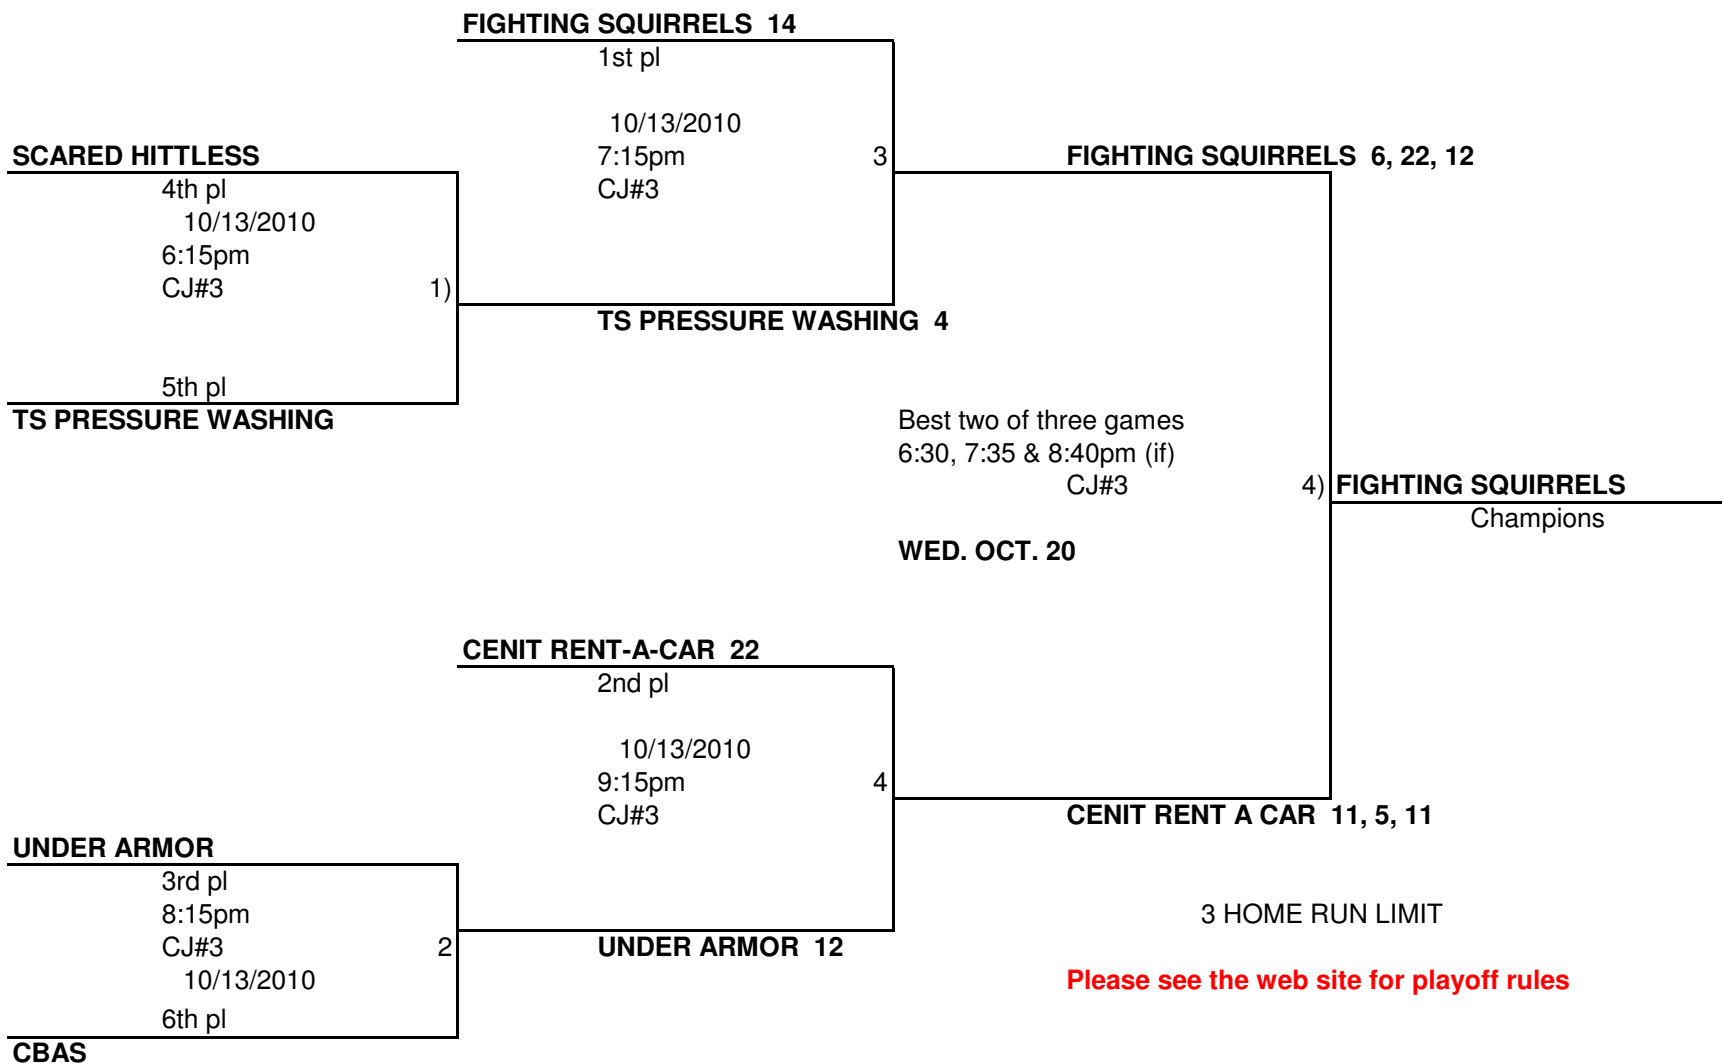 FIGHTING SQUIRRELS 14
1st pl
10/13/2010
SCARED HITTLESS
7:15pm
3
FIGHTING SQUIRRELS 6, 22, 12
4th pl
CJ#3
10/13/2010
6:15pm
CJ#3
1)
TS PRESSURE WASHING 4
5th pl
TS PRESSURE WASHING
Best two of three games
6:30, 7:35 & 8:40pm (if)
CJ#3
4)
FIGHTING SQUIRRELS
Champions
WED. OCT. 20
CENIT RENT-A-CAR 22
2nd pl
10/13/2010
9:15pm
4
CJ#3
CENIT RENT A CAR 11, 5, 11
UNDER ARMOR
3rd pl
8:15pm
3 HOME RUN LIMIT
CJ#3
2
UNDER ARMOR 12
10/13/2010
Please see the web site for playoff rules
6th pl
CBAS